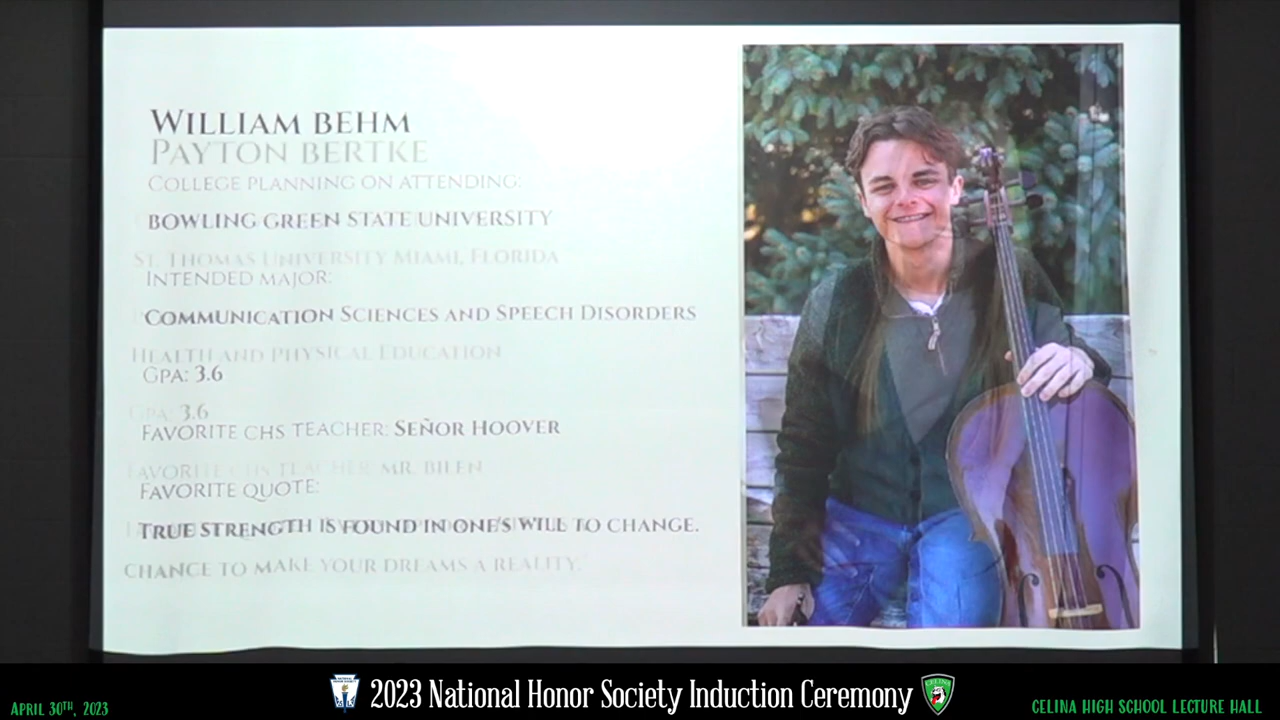 WILLIAM BEHM
PAYTON BERTKE
COLLEGE PLANNING ON ATTENDING:
BOWLING GREEN STATE UNIVERSITY
ST. THOMAS UNIVERSITY MIAMI, FLORIDA
INTENDED MAJOR:
COMMUNICATION SCIENCES AND SPEECH DISORDERS
HEALTH AND PHYSICAL EDUCATION
GPA: 3.6
GPA: 3.6
FAVORITE CHS TEACHER: SEÑOR HOOVER
FAVORITE CHS TEACHER: MR. BILEN
FAVORITE QUOTE:
TRUE STRENGTH IS FOUND IN ONE'S WILL TO CHANGE.
CHANCE TO MAKE YOUR DREAMS A REALITY.
APRIL 30TH, 2023
2023 National Honor Society Induction Ceremony
CELINA
CELINA HIGH SCHOOL LECTURE HALL